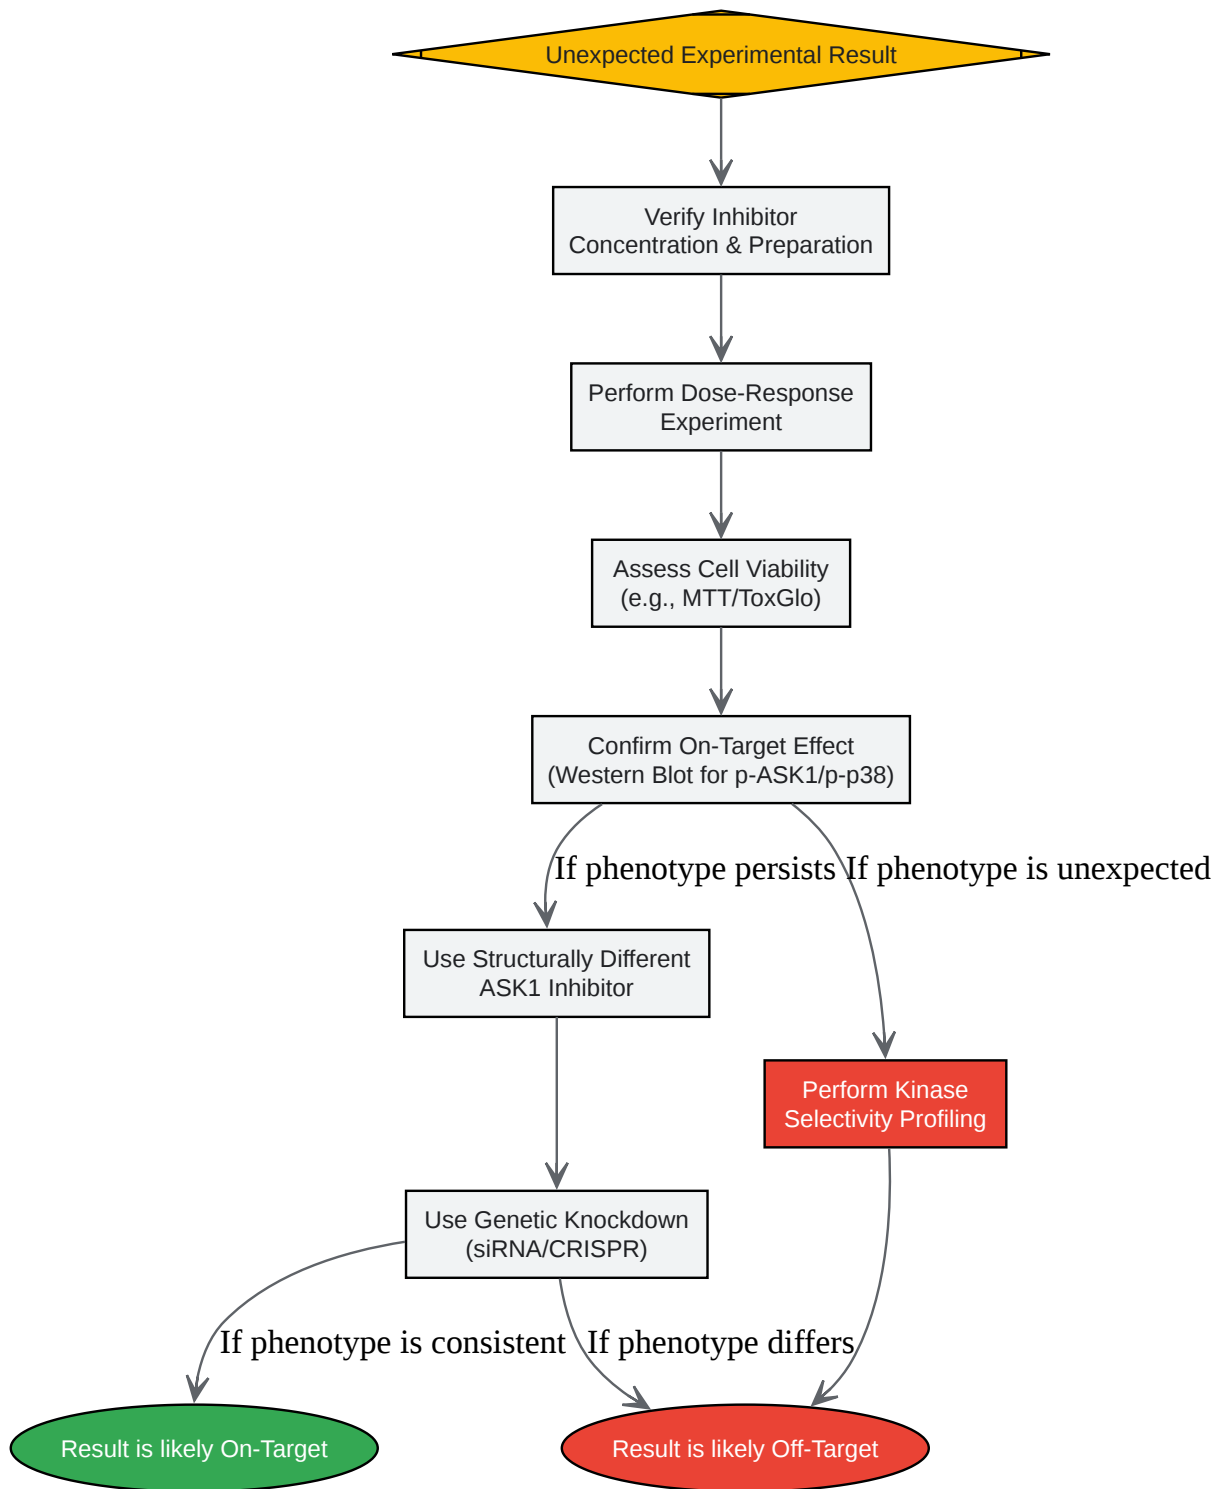 Unexpected Experimental Result
Verify Inhibitor
Concentration & Preparation
Perform Dose-Response
Experiment
Assess Cell Viability
(e.g., MTT/ToxGlo)
Confirm On-Target Effect
(Western Blot for p-ASK1/p-p38)
If phenotype persists
If phenotype is unexpected
Use Structurally Different
ASK1 Inhibitor
Perform Kinase
Selectivity Profiling
Use Genetic Knockdown
(siRNA/CRISPR)
If phenotype is consistent
If phenotype differs
Result is likely On-Target
Result is likely Off-Target